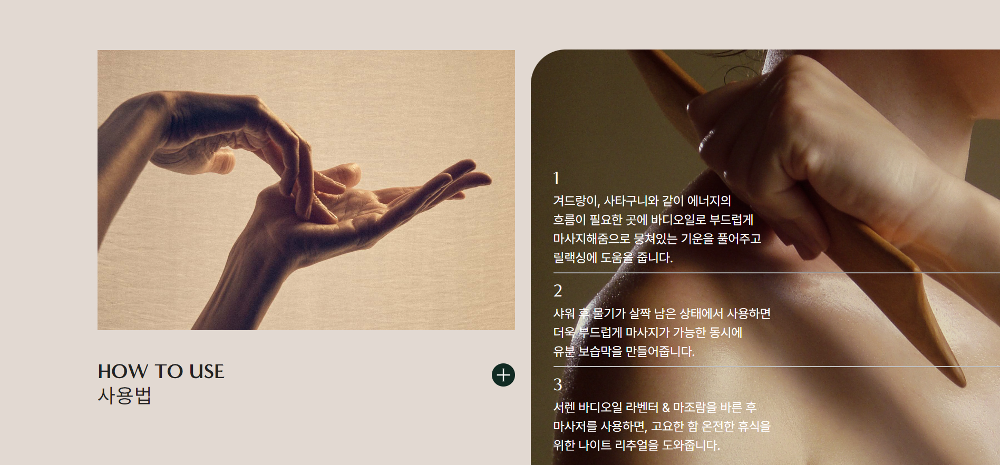 HOW TO USE
사용법
1
겨드랑이, 사타구니와 같이 에너지의
흐름이 필요한 곳에 바디오일로 부드럽게
마사지해줌으로 뭉쳐있는 기운을 풀어주고
릴랙싱에 도움을 줍니다.
2
샤워 후 물기가 살짝 남은 상태에서 사용하면
더욱 부드럽게 마사지가 가능한 동시에
유분 보습막을 만들어줍니다.
3
서렌 바디오일 라벤터 & 마조람을 바른 후
마사저를 사용하면, 고요한 함 온전한 휴식을
위한 나이트 리추얼을 도와줍니다.